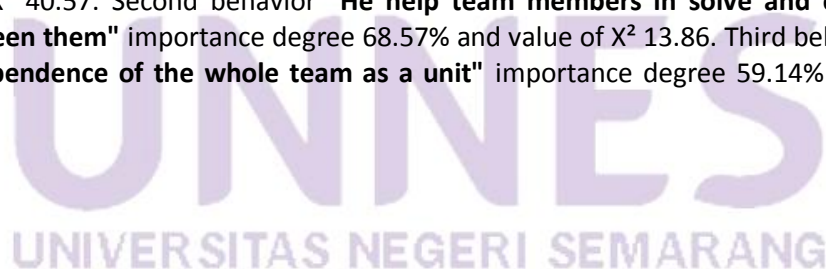 40.57. Second behavior "He help team members in solve and
een them" importance degree 68.57% and value of X² 13.86. Third
pendence of the whole team as a unit" importance degree 59.14%
UNNES
UNIVERSITAS NEGERI SEMARANG